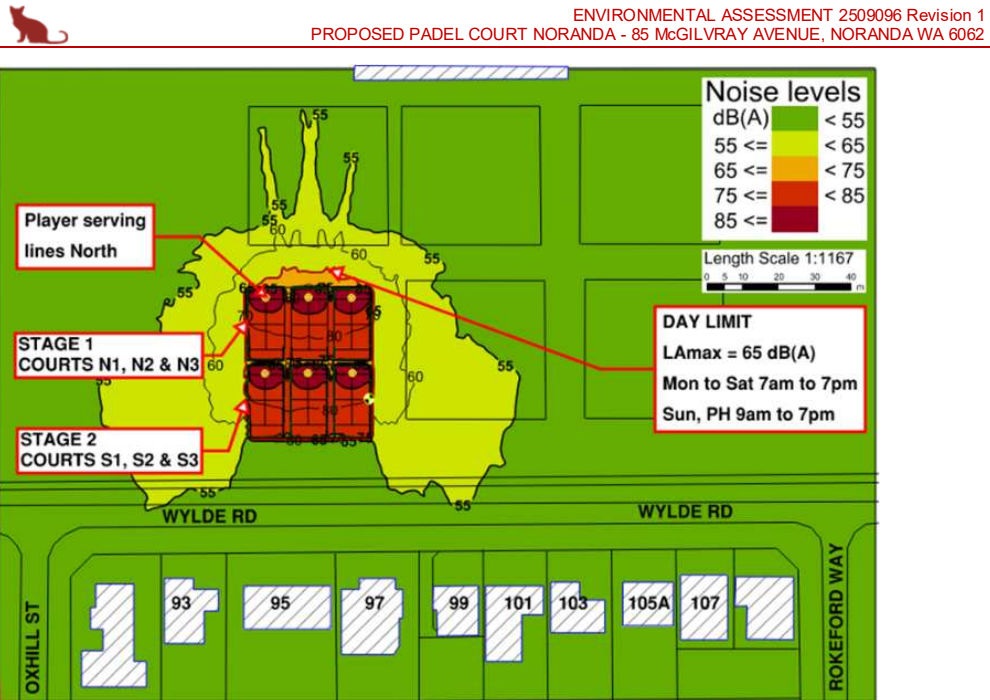 ENVIRONMENTAL ASSESSMENT 2509096 Revision 1
PROPOSED PADEL COURT NORANDA - 85 McGILVRAY AVENUE, NORANDA WA 6062
Noise levels
dB(A)
< 55
55 <= < 65
65 <= < 75
75 <= < 85
85 <=
Length Scale 1:1167
0 5 10 20 30 40
m
Player serving
lines North
STAGE 1
COURTS N1, N2 & N3
STAGE 2
COURTS S1, S2 & S3
DAY LIMIT
LAmax = 65 dB(A)
Mon to Sat 7am to 7pm
Sun, PH 9am to 7pm
55
55
55
55
60
60
55
55
60
60
55
55
80
80
55
55
WYLDE RD
WYLDE RD
OXHILL ST
ROKEFORD WAY
93
95
97
99
101
103
105A
107